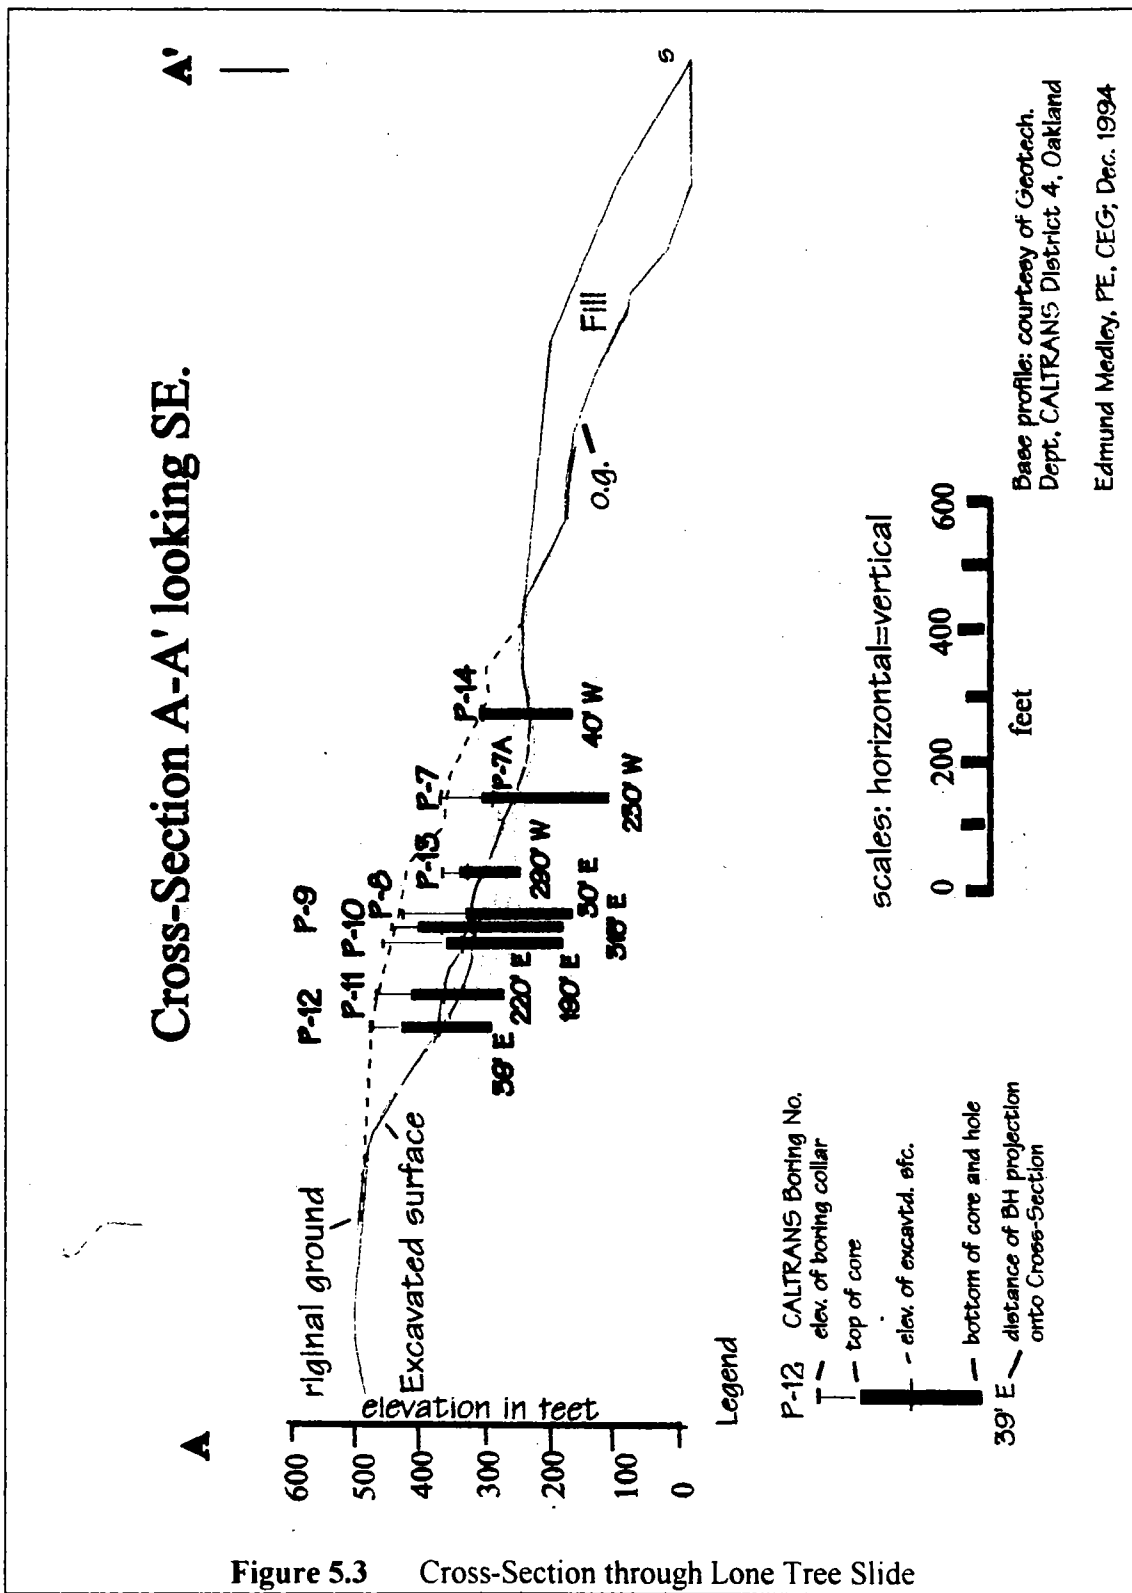 Cross-Section A-A' looking SE.
A
A'
riginal ground
Excavated surface
elevation in feet
600
500
400
300
200
100
0
P-12
P-11
P-10
P-9
P-8
P-13
P-7
P-7A
P-14
39' E
220' E
190' E
30' E
290' W
230' W
40' W
Fill
o.g.
S
scales: horizontal=vertical
0 200 400 600
feet
Legend
P-12 CALTRANS Boring No.
elev. of boring collar
top of core
elev. of excavtd. sfc.
bottom of core and hole
39' E distance of BH projection
onto Cross-Section
Base profile: courtesy of Geotech.
Dept, CALTRANS District 4, Oakland
Edmund Medley, PE, CEG; Dec. 1994
Figure 5.3 Cross-Section through Lone Tree Slide